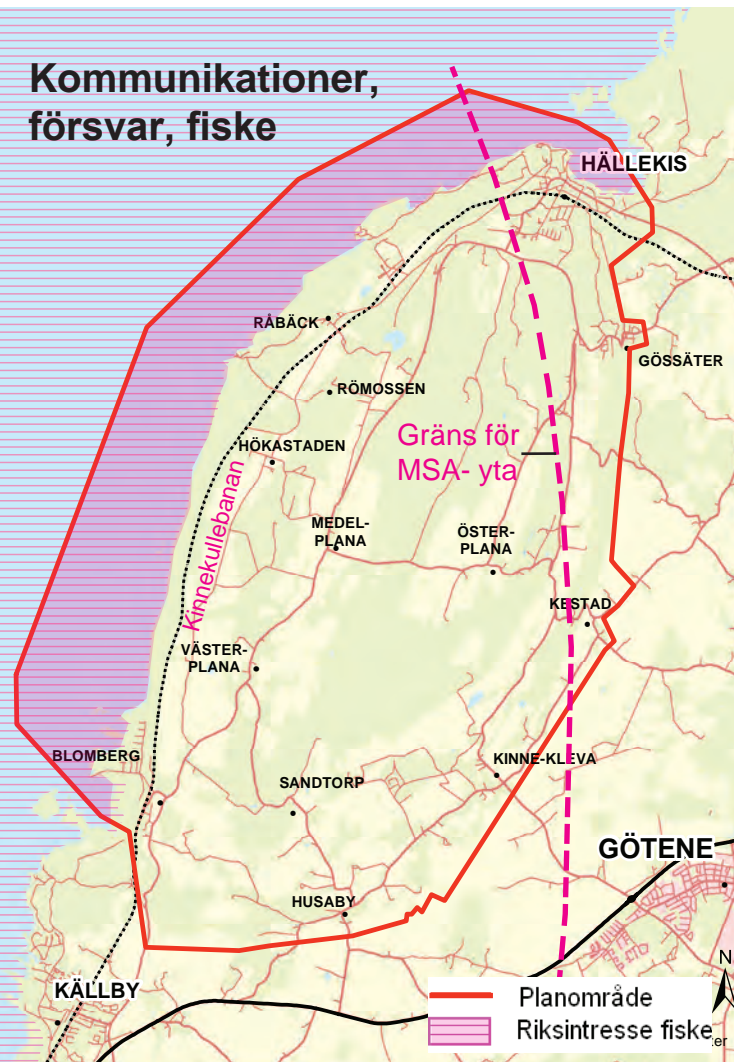 Kommunikationer,
försvar, fiske
HÄLLEKIS
RÅBÄCK
GÖSSÄTER
RÖMOSSEN
Gräns för
MSA- yta
HÖKASTADEN
Kinnekullebanan
MEDEL-
PLANA
ÖSTER-
PLANA
KESTAD
VÄSTER-
PLANA
BLOMBERG
KINNE-KLEVA
SANDTORP
GÖTENE
HUSABY
KÄLLBY
N
Planområde
Riksintresse fiske